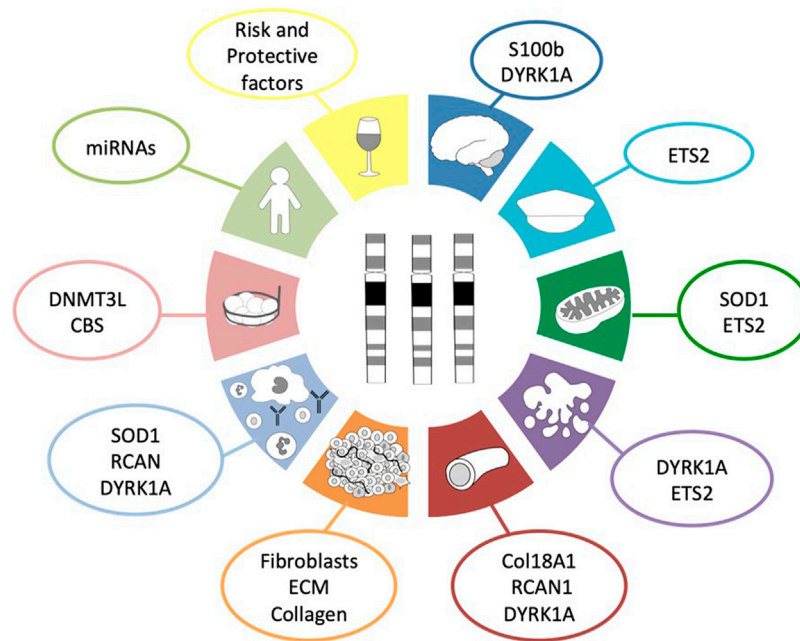 Risk and
Protective
factors
S100b
DYRK1A
miRNAs
ETS2
DNMT3L
CBS
SOD1
ETS2
SOD1
RCAN
DYRK1A
DYRK1A
ETS2
Fibroblasts
ECM
Collagen
Col18A1
RCAN1
DYRK1A